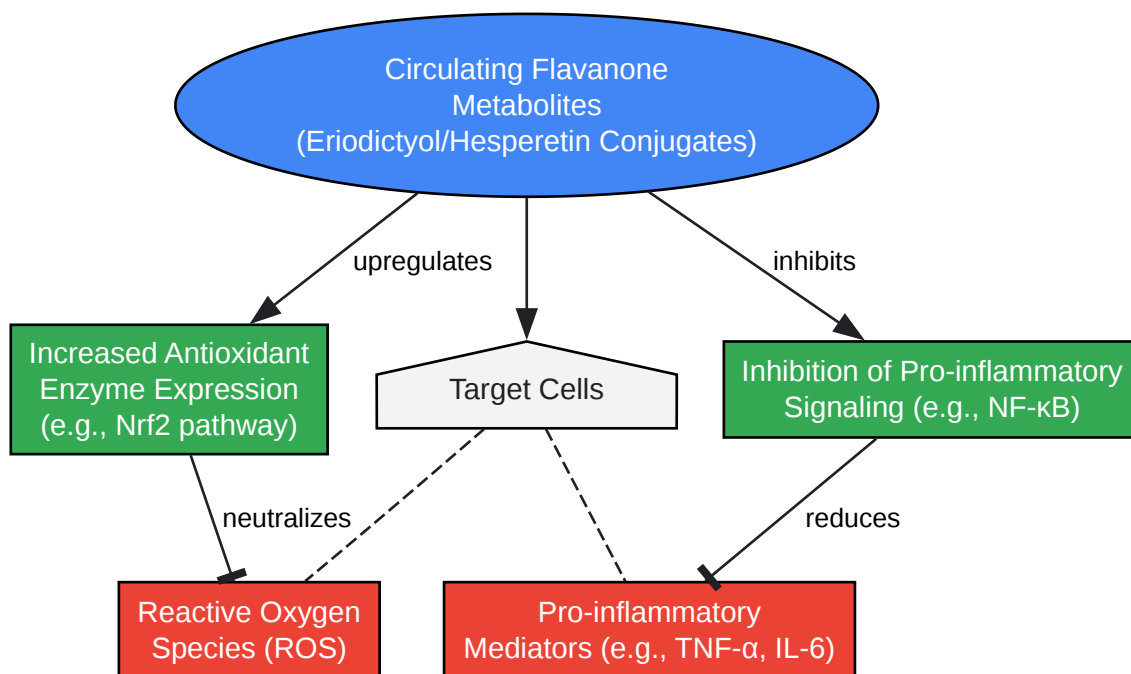 Circulating Flavanone
Metabolites
(Eriodictyol/Hesperetin Conjugates)
upregulates
inhibits
Increased Antioxidant
Enzyme Expression
(e.g., Nrf2 pathway)
Target Cells
Inhibition of Pro-inflammatory
Signaling (e.g., NF-κB)
neutralizes
reduces
Reactive Oxygen
Species (ROS)
Pro-inflammatory
Mediators (e.g., TNF-α, IL-6)